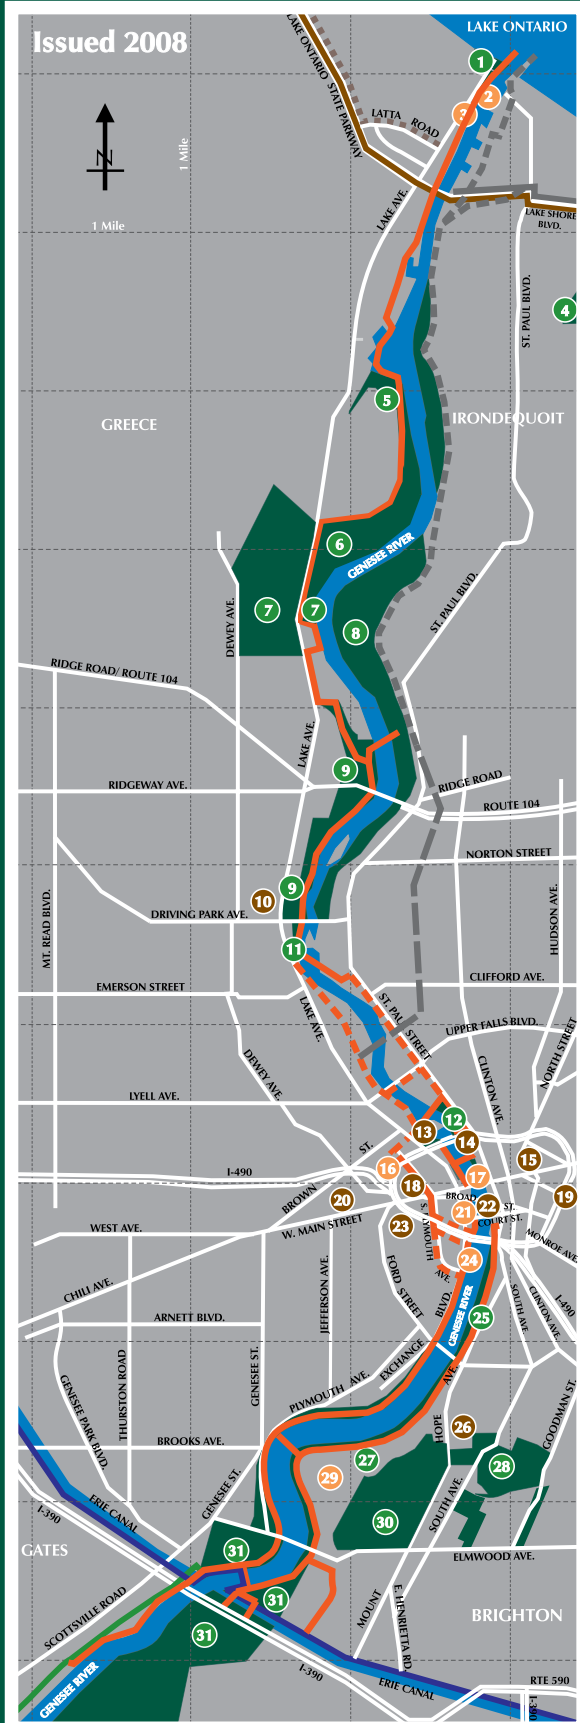 Issued 2008
LAKE ONTARIO
1
2
3
LAKE ONTARIO STATE PARKWAY
LATTA ROAD
N
1 Mile
1 Mile
LAKE AVE.
LAKE SHORE
BLVD.
ST. PAUL BLVD.
4
5
GREECE
IRONDEQUOIT
6
GENESEE RIVER
7
7
8
DEWEY AVE.
ST. PAUL BLVD.
RIDGE ROAD/ ROUTE 104
LAKE AVE.
9
RIDGEWAY AVE.
RIDGE ROAD
ROUTE 104
NORTON STREET
9
10
MT. READ BLVD.
HUDSON AVE.
DRIVING PARK AVE.
11
EMERSON STREET
CLIFFORD AVE.
LAKE AVE.
ST. PAUL STREET
UPPER FALLS BLVD.
NORTH STREET
DEWEY AVE.
CLINTON AVE.
LYELL AVE.
12
13
14
15
ST.
16
17
I-490
18
19
BROWN
20
BROAD ST.
21
22
COURT ST.
WEST AVE.
W. MAIN STREET
23
S. PLYMOUTH
AVE.
MONROE AVE.
24
CHILI AVE.
JEFFERSON AVE.
FORD STREET
BLVD.
GENESEE RIVER
SOUTH AVE
CLINTON AVE.
I-490
ARNETT BLVD.
25
GENESEE PARK BLVD.
THURSTON ROAD
GENESEE ST.
EXCHANGE
AVE.
PLYMOUTH AVE.
HOPE
26
GOODMAN ST.
BROOKS AVE.
27
28
29
GENESEE ST.
SOUTH AVE.
ERIE CANAL
I-390
30
GATES
31
ELMWOOD AVE.
31
SCOTTSVILLE ROAD
MOUNT
E. HENRIETTA RD.
BRIGHTON
31
I-390
GENESEE RIVER
ERIE CANAL
RTE 590
I-390